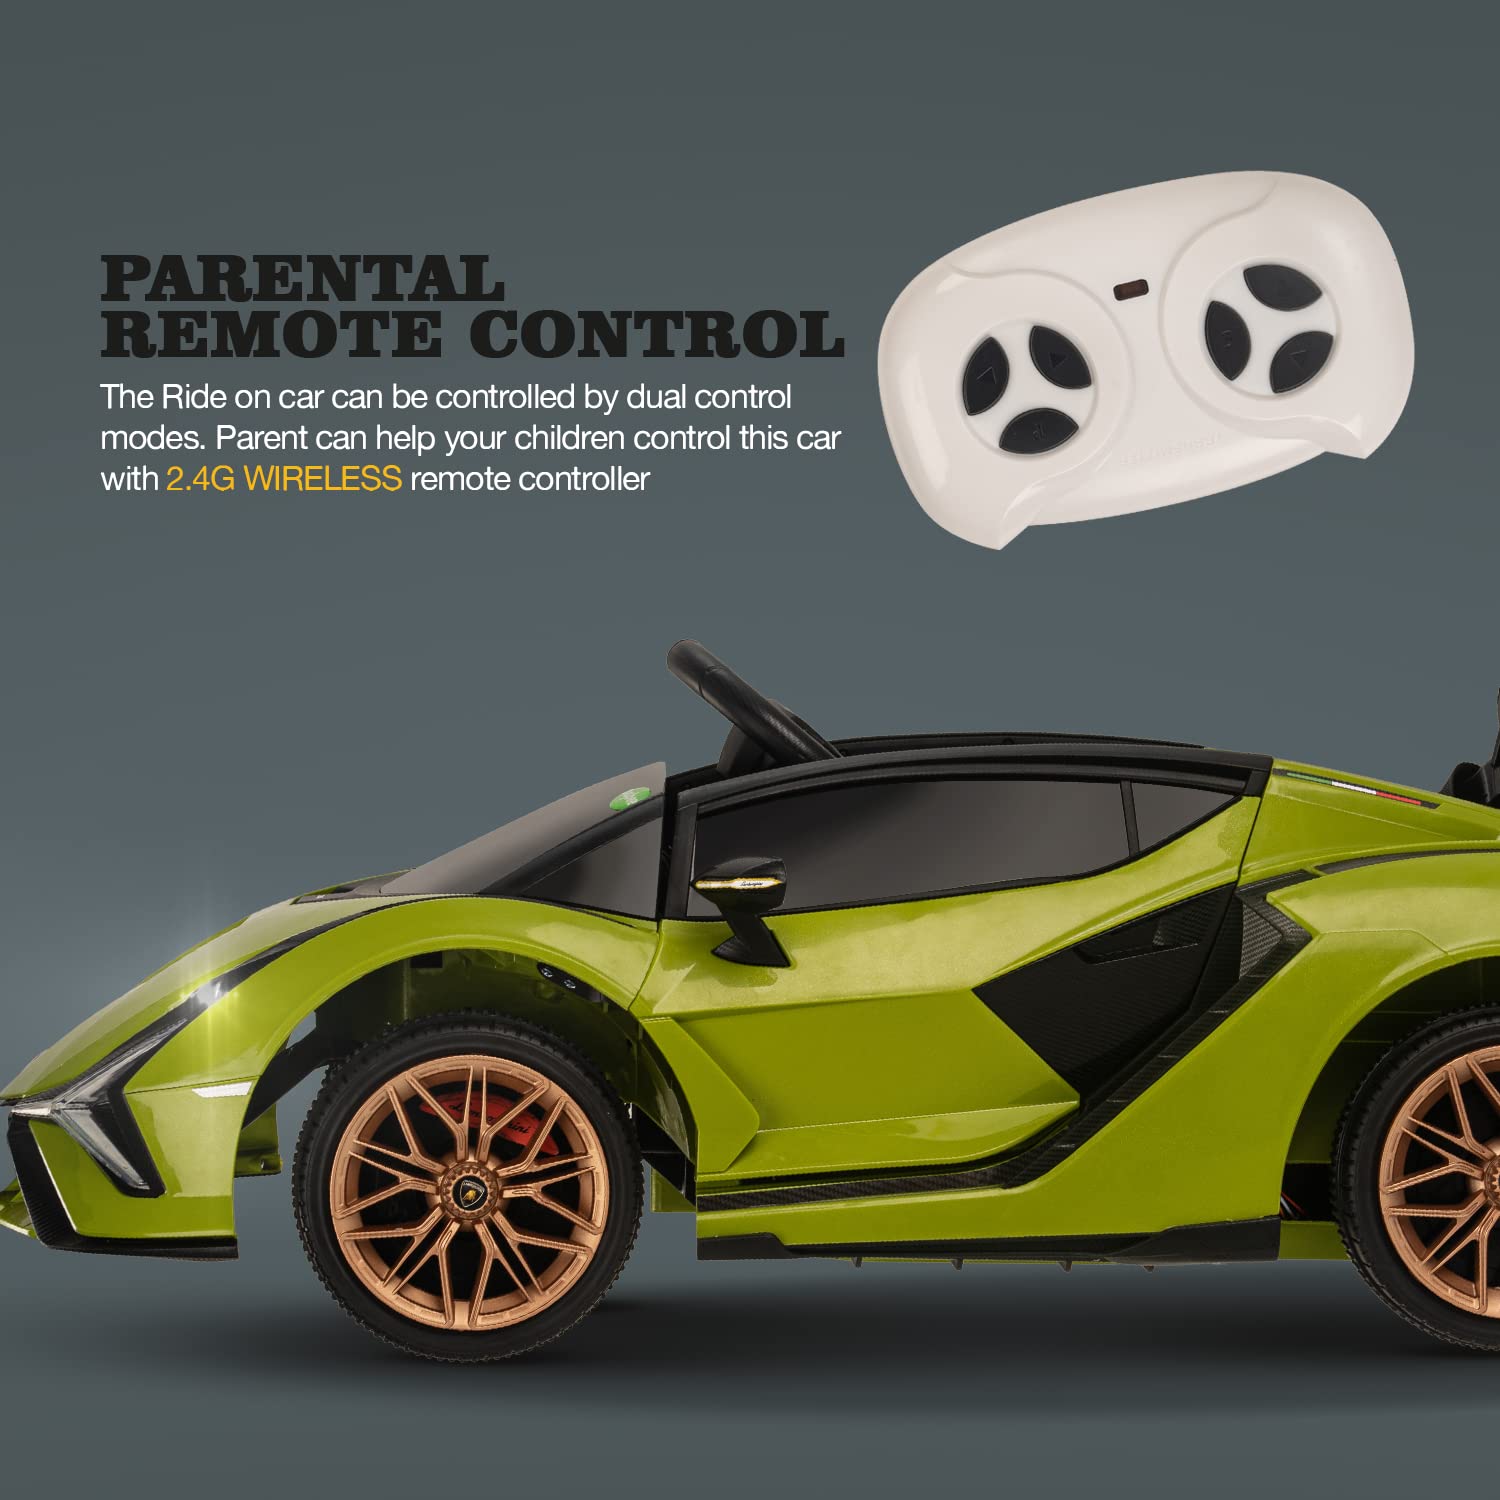 PARENTAL
REMOTE CONTROL
The Ride on car can be controlled by dual control
modes. Parent can help your children control this car
with 2.4G WIRELESS remote controller
Lamborghini